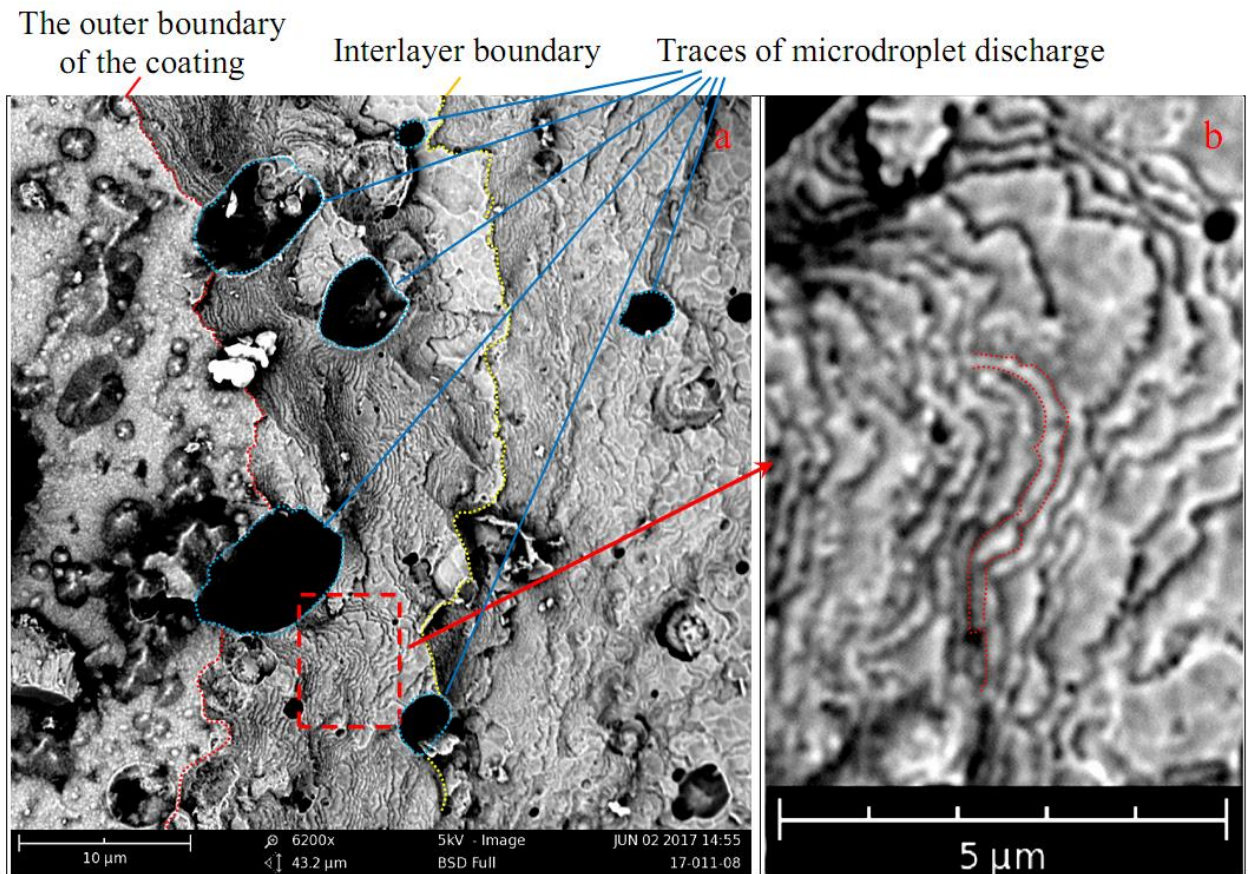 The outer boundary
of the coating
Interlayer boundary
Traces of microdroplet discharge
a
b
10 µm
6200x
43.2 µm
5kV - Image
BSD Full
JUN 02 2017 14:55
17-011-08
5 µm